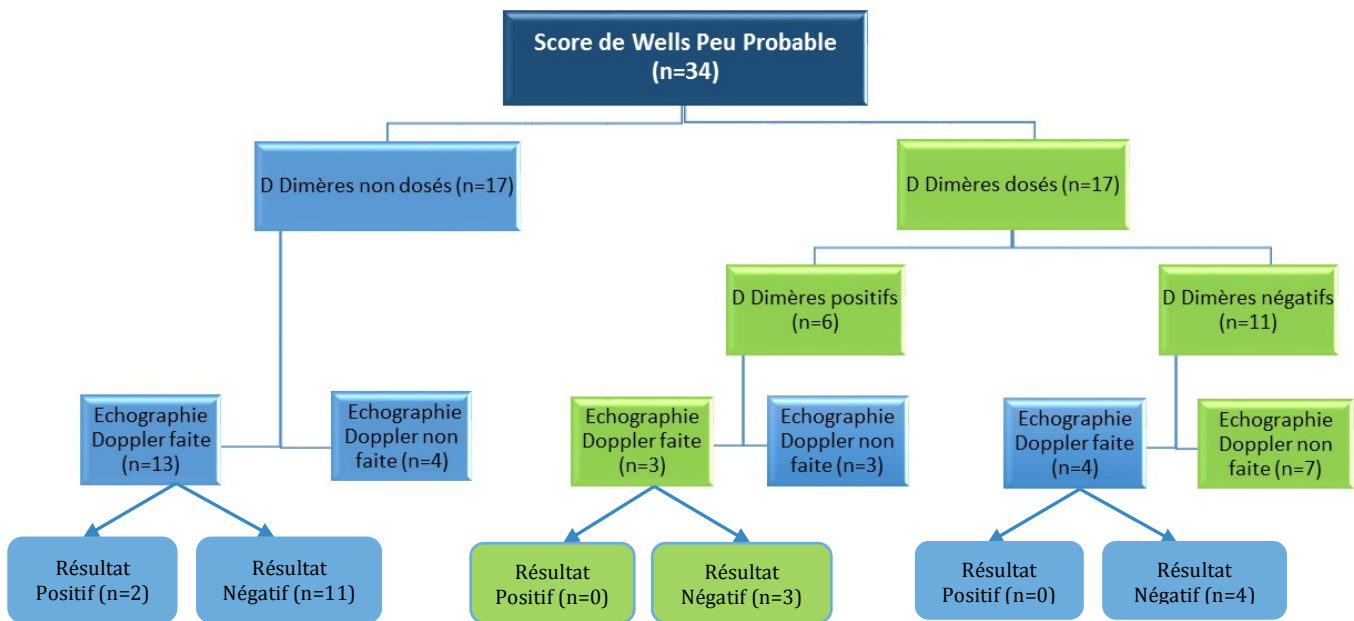 Score de Wells Peu Probable
(n=34)
D Dimères non dosés (n=17)
D Dimères dosés (n=17)
D Dimères positifs
(n=6)
D Dimères négatifs
(n=11)
Echographie
Doppler faite
(n=13)
Echographie
Doppler non
faite (n=4)
Echographie
Doppler faite
(n=3)
Echographie
Doppler non
faite (n=3)
Echographie
Doppler faite
(n=4)
Echographie
Doppler non
faite (n=7)
Résultat
Positif (n=2)
Résultat
Négatif (n=11)
Résultat
Positif (n=0)
Résultat
Négatif (n=3)
Résultat
Positif (n=0)
Résultat
Négatif (n=4)